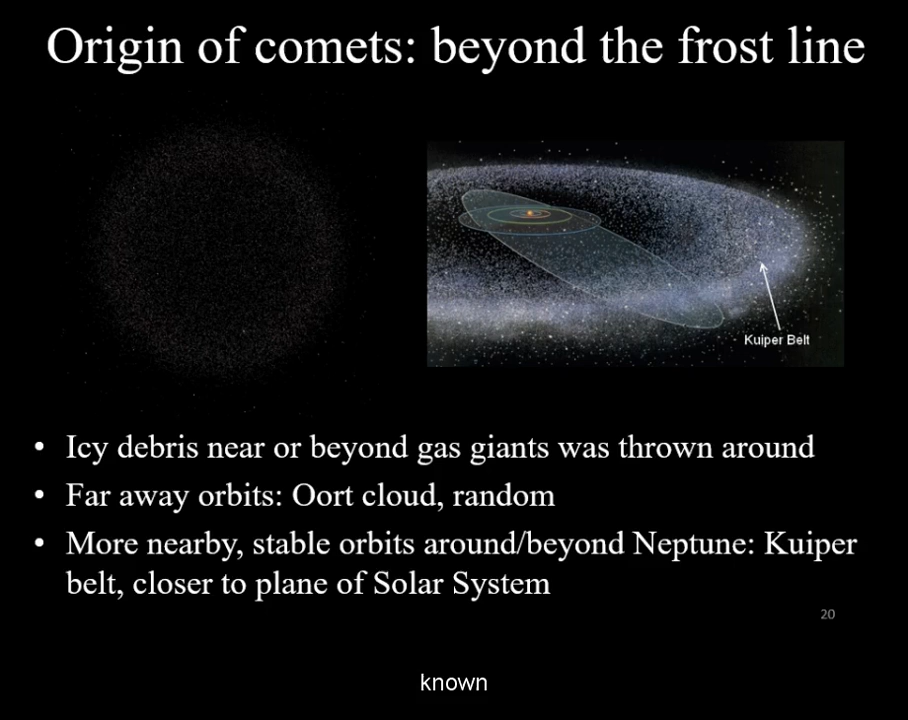 Origin of comets: beyond the frost line
Kuiper Belt
• Icy debris near or beyond gas giants was thrown around
• Far away orbits: Oort cloud, random
• More nearby, stable orbits around/beyond Neptune: Kuiper
belt, closer to plane of Solar System
20
known